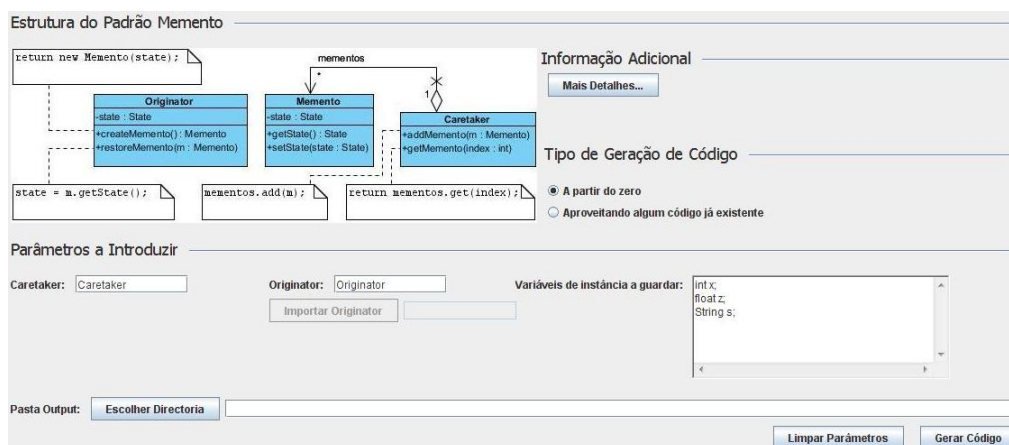 Estrutura do Padrão Memento
return new Memento(state);
mementos
*
1
Originator
-state : State
+createMemento() : Memento
+restoreMemento(m : Memento)
Memento
-state : State
+getState() : State
+setState(state : State)
Caretaker
+addMemento(m : Memento)
+getMemento(index : int)
state = m.getState();
mementos.add(m);
return mementos.get(index);
Informação Adicional
Mais Detalhes...
Tipo de Geração de Código
A partir do zero
Aproveitando algum código já existente
Parâmetros a Introduzir
Caretaker: Caretaker
Originator: Originator
Importar Originator
Variáveis de instância a guardar:
int x;
float z;
String s;
Pasta Output: Escolher Directoria
Limpar Parâmetros
Gerar Código